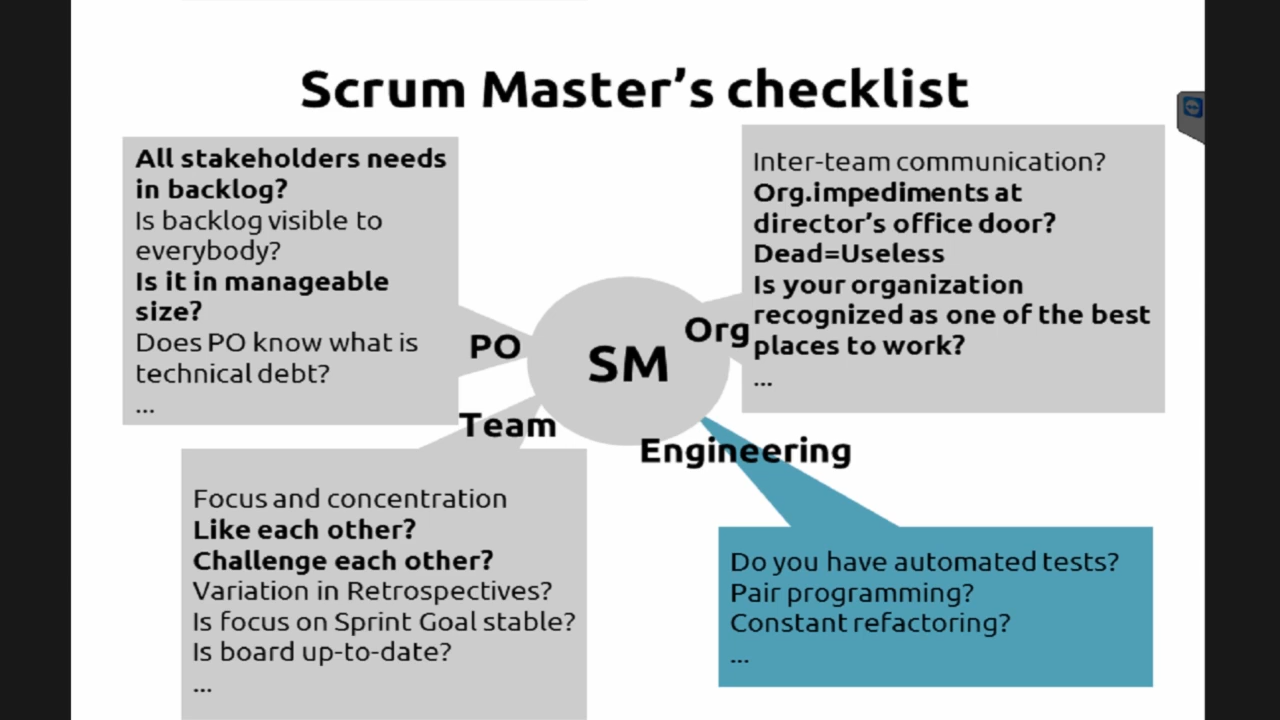 Scrum Master’s checklist
All stakeholders needs
in backlog?
Is backlog visible to
everybody?
Is it in manageable
size?
Does PO know what is
technical debt?
...
Inter-team communication?
Org.impediments at
director’s office door?
Dead=Useless
Is your organization
recognized as one of the best
places to work?
...
PO
SM
Org
Team
Engineering
Focus and concentration
Like each other?
Challenge each other?
Variation in Retrospectives?
Is focus on Sprint Goal stable?
Is board up-to-date?
...
Do you have automated tests?
Pair programming?
Constant refactoring?
...